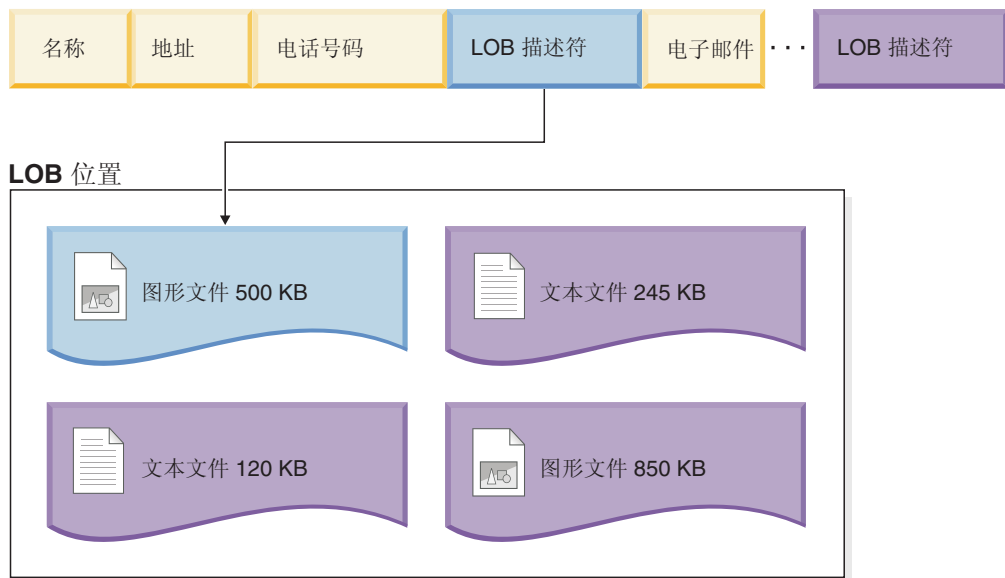 名称 地址 电话号码 LOB 描述符 电子邮件 ··· LOB 描述符
LOB 位置
图形文件 500 KB 文本文件 245 KB
文本文件 120 KB 图形文件 850 KB